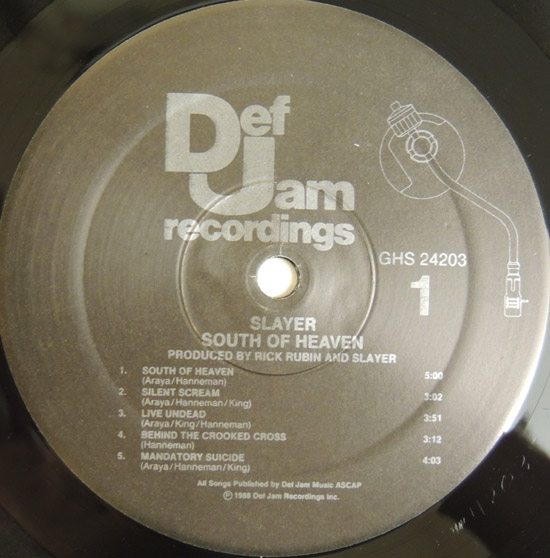 Def Jam
recordings
GHS 24203
1
SLAYER
SOUTH OF HEAVEN
PRODUCED BY RICK RUBIN AND SLAYER
1. SOUTH OF HEAVEN 5:00
(Araya/Hanneman)
2. SILENT SCREAM 3:02
(Araya/Hanneman/King)
3. LIVE UNDEAD 3:51
(Araya/King/Hanneman)
4. BEHIND THE CROOKED CROSS 3:12
(Hanneman)
5. MANDATORY SUICIDE 4:03
(Araya/Hanneman/King)
All Songs Published by Def Jam Music ASCAP
℗ 1988 Def Jam Recordings Inc.